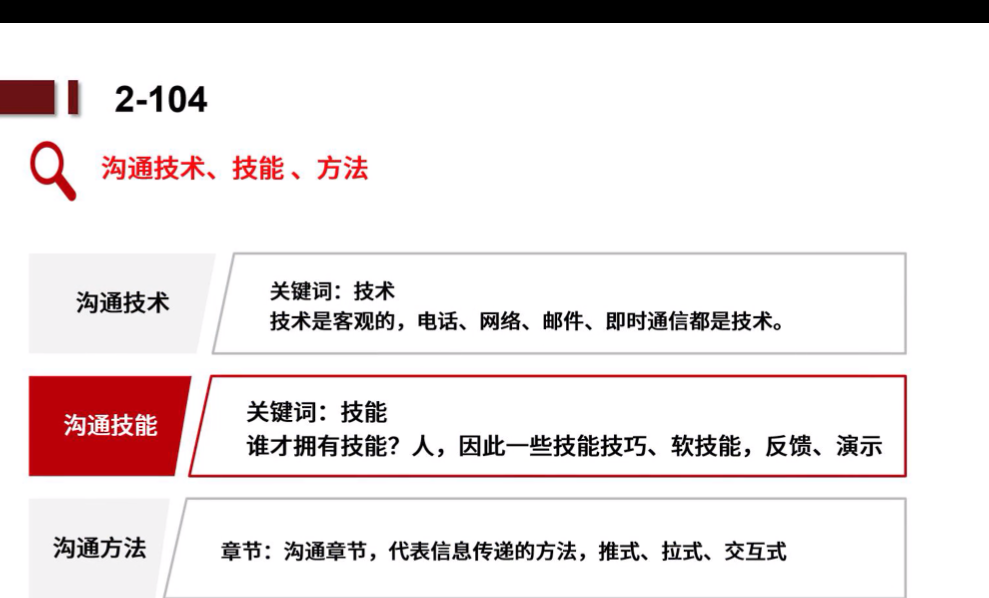 2-104
沟通技术、技能、方法
沟通技术
关键词：技术
技术是客观的，电话、网络、邮件、即时通信都是技术。
沟通技能
关键词：技能
谁才拥有技能？人，因此一些技能技巧、软技能，反馈、演示
沟通方法
章节：沟通章节，代表信息传递的方法，推式、拉式、交互式